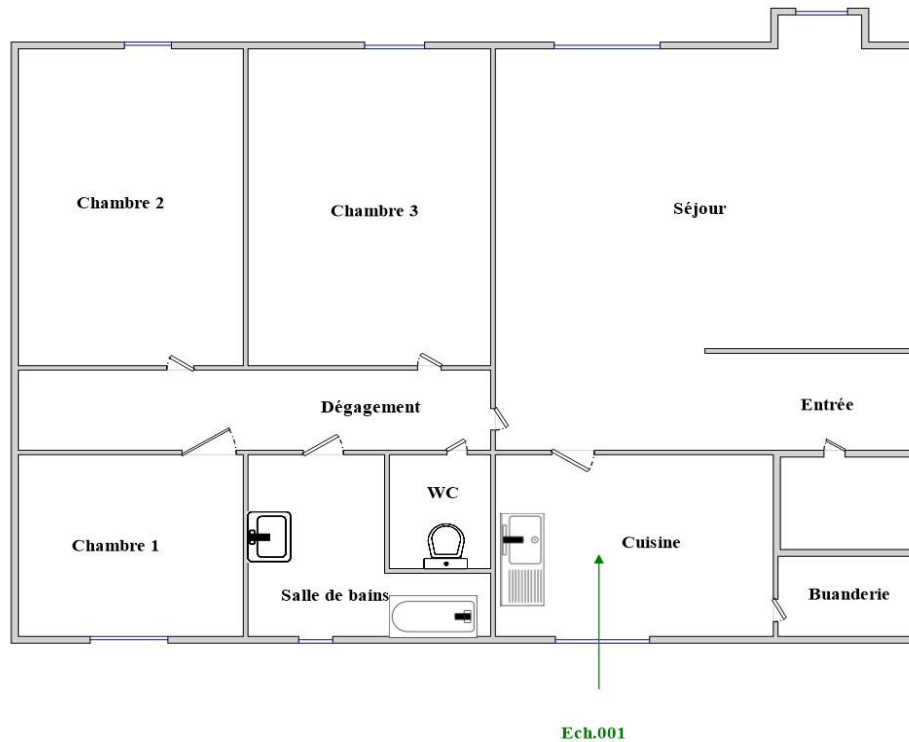 Chambre 2
Chambre 3
Séjour
Dégagement
Entrée
Chambre 1
WC
Cuisine
Salle de bains
Buanderie
Ech.001